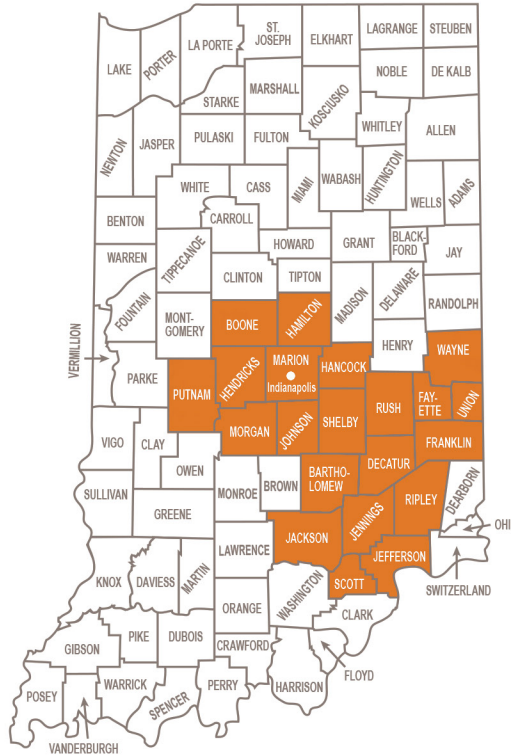 LAGRANGE
STEUBEN
ST.
JOSEPH
ELKHART
LA PORTE
PORTER
LAKE
NOBLE
DE KALB
MARSHALL
STARKE
KOSCIUSKO
WHITLEY
ALLEN
NEWTON
JASPER
PULASKI
FULTON
WHITE
CASS
MIAMI
WABASH
HUNTINGTON
WELLS
ADAMS
BENTON
CARROLL
HOWARD
GRANT
BLACK-
FORD
JAY
WARREN
TIPPECANOE
CLINTON
TIPTON
MADISON
DELAWARE
RANDOLPH
FOUNTAIN
MONT-
GOMERY
BOONE
HAMILTON
HENRY
WAYNE
VERMILLION
PARKE
PUTNAM
HENDRICKS
MARION
Indianapolis
HANCOCK
RUSH
FAY-
ETTE
UNION
VIGO
CLAY
MORGAN
JOHNSON
SHELBY
FRANKLIN
OWEN
DECATUR
SULLIVAN
MONROE
BROWN
BARTHO-
LOMEW
RIPLEY
DEARBORN
GREENE
JENNINGS
OHI
JACKSON
LAWRENCE
JEFFERSON
SWITZERLAND
KNOX
DAVIESS
MARTIN
WASHINGTON
SCOTT
ORANGE
CLARK
PIKE
DUBOIS
GIBSON
CRAWFORD
FLOYD
HARRISON
POSEY
WARRICK
SPENCER
PERRY
VANDERBURGH